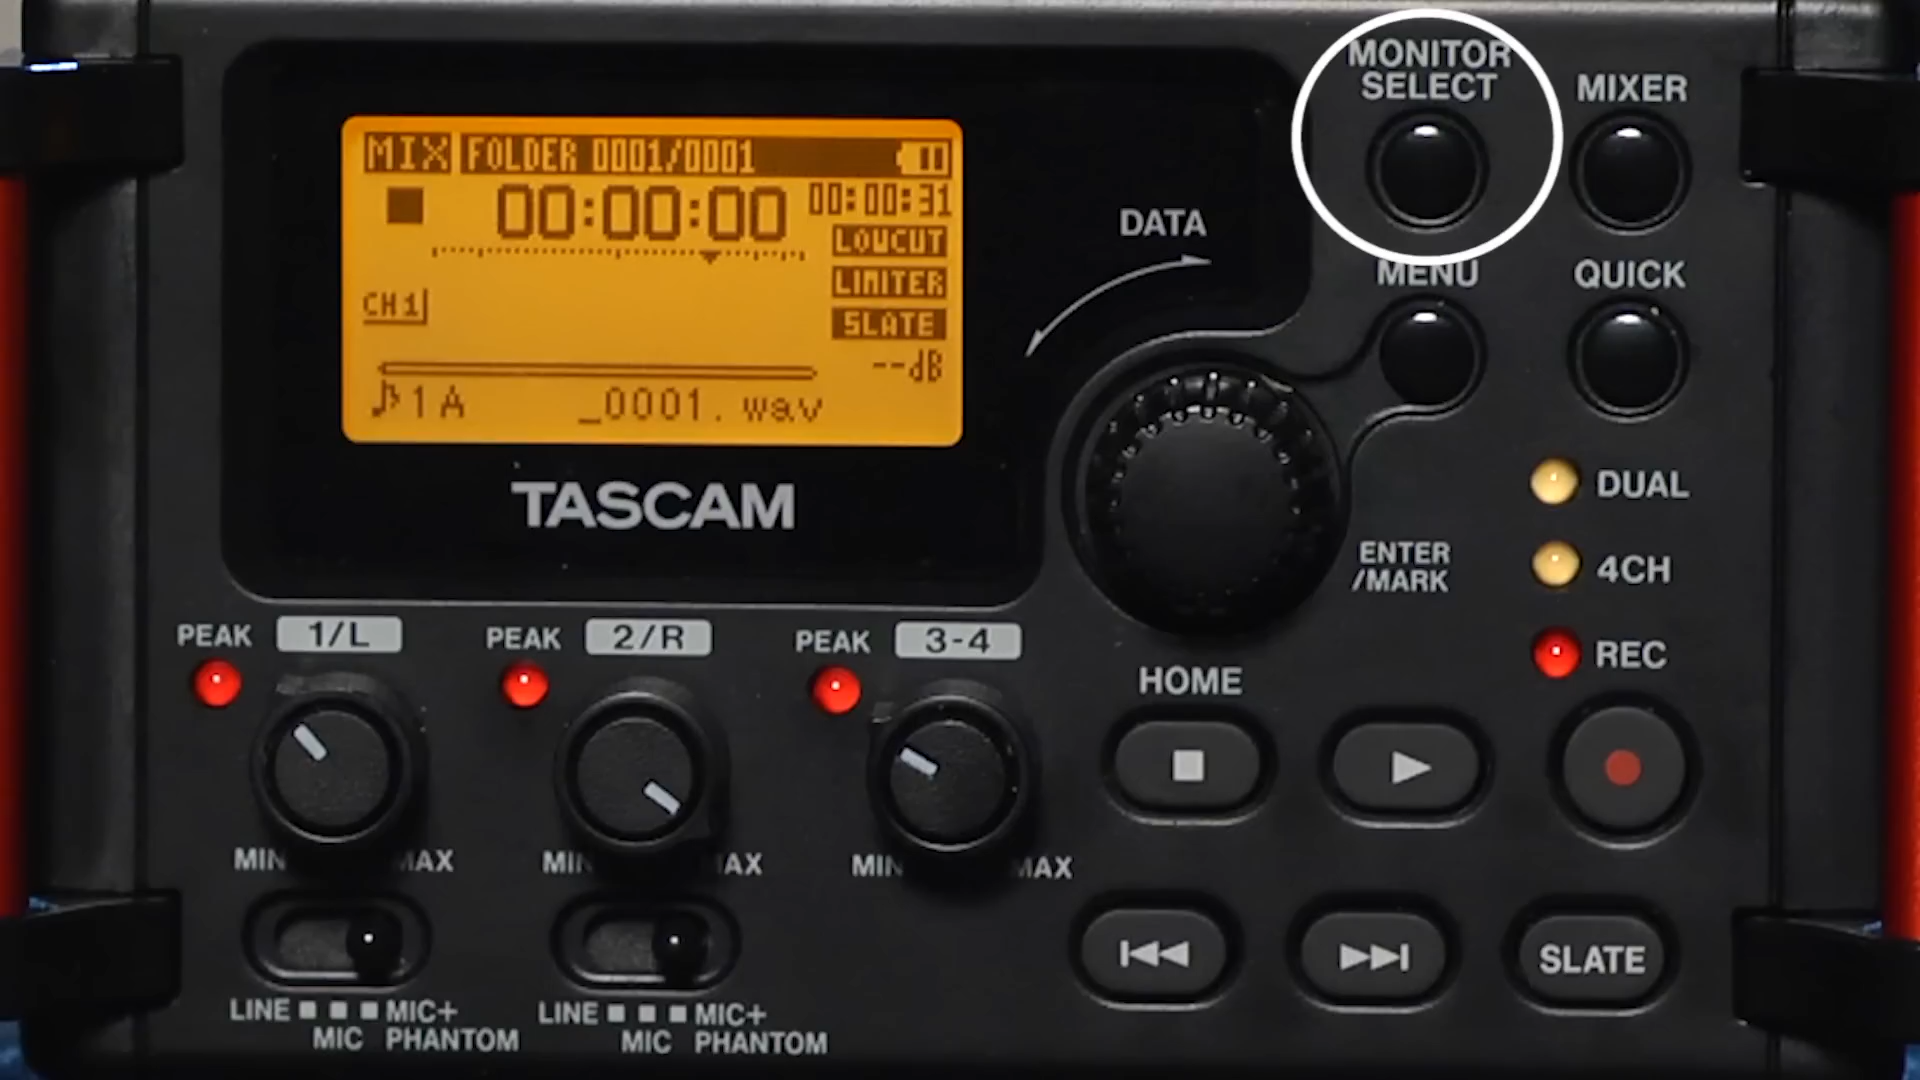 MONITOR
SELECT
MIXER
MIX FOLDER 0001/0001
00:00:00 00:00:31
LOWCUT
LIMITER
SLATE
CH1
--dB
1A _0001.wav
DATA
MENU
QUICK
TASCAM
DUAL
4CH
REC
ENTER
/MARK
PEAK 1/L
PEAK 2/R
PEAK 3-4
HOME
MIN MAX
MIN MAX
MIN MAX
SLATE
LINE MIC+
MIC PHANTOM
LINE MIC+
MIC PHANTOM